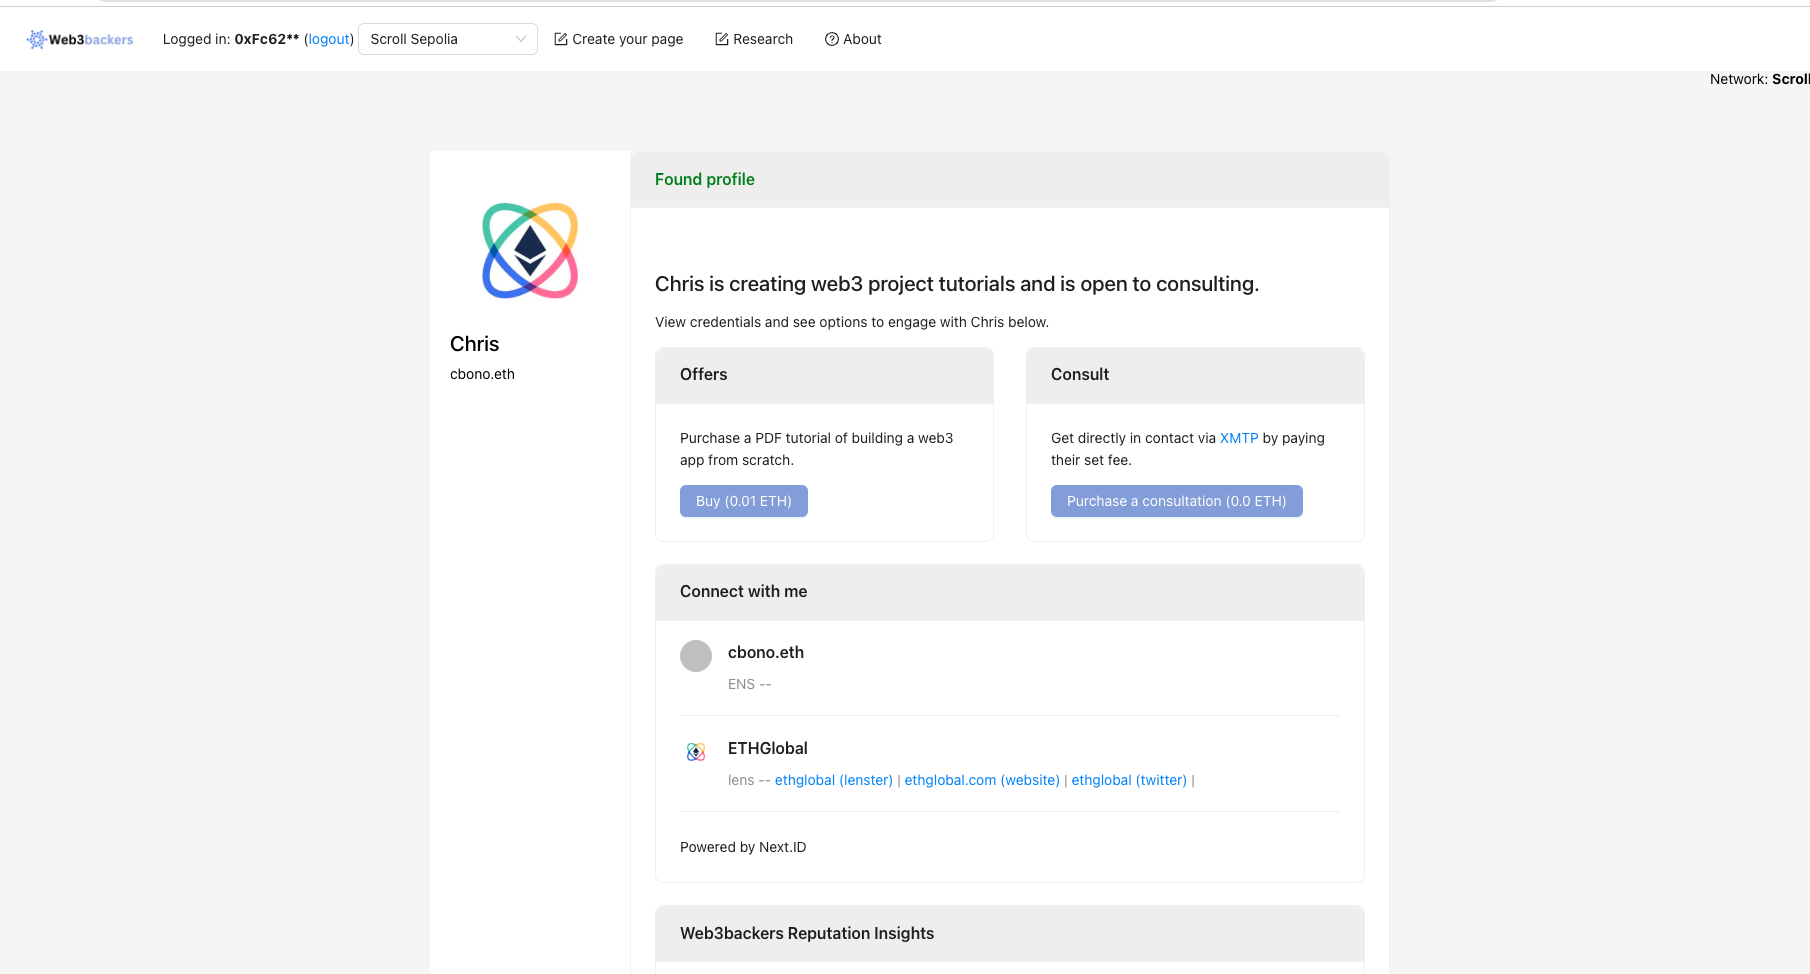 Web3backers Logged in: 0xFc62** (logout) Scroll Sepolia Create your page Research About
Network: Scroll
Found profile
Chris is creating web3 project tutorials and is open to consulting.
View credentials and see options to engage with Chris below.
Chris
cbono.eth
Offers
Purchase a PDF tutorial of building a web3
app from scratch.
Buy (0.01 ETH)
Consult
Get directly in contact via XMTP by paying
their set fee.
Purchase a consultation (0.0 ETH)
Connect with me
cbono.eth
ENS --
ETHGlobal
lens -- ethglobal (lenster) | ethglobal.com (website) | ethglobal (twitter) |
Powered by Next.ID
Web3backers Reputation Insights